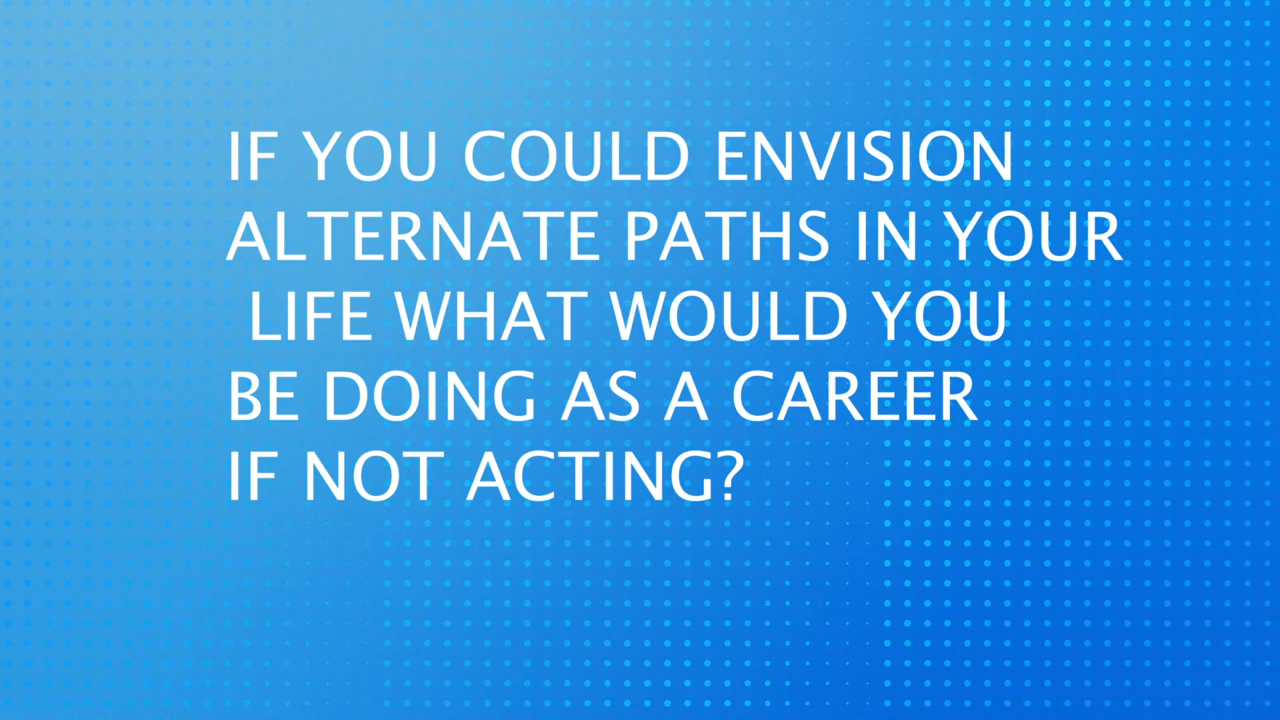 IF YOU COULD ENVISION
ALTERNATE PATHS IN YOUR
LIFE WHAT WOULD YOU
BE DOING AS A CAREER
IF NOT ACTING?